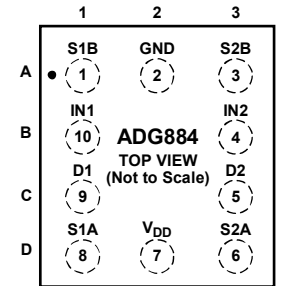 1 2 3
A
S1B GND S2B
1 2 3
B
IN1 ADG884 IN2
10 4
TOP VIEW
(Not to Scale)
C
D1 D2
9 5
D
S1A VDD S2A
8 7 6